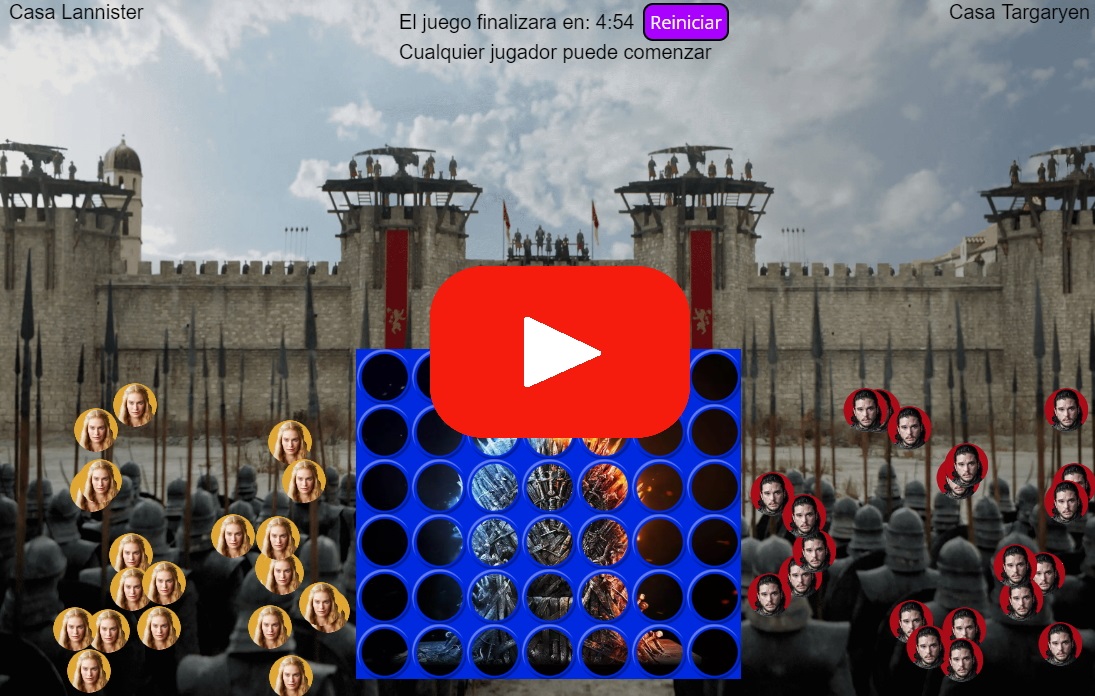 Casa Lannister
El juego finalizara en: 4:54
Reiniciar
Cualquier jugador puede comenzar
Casa Targaryen